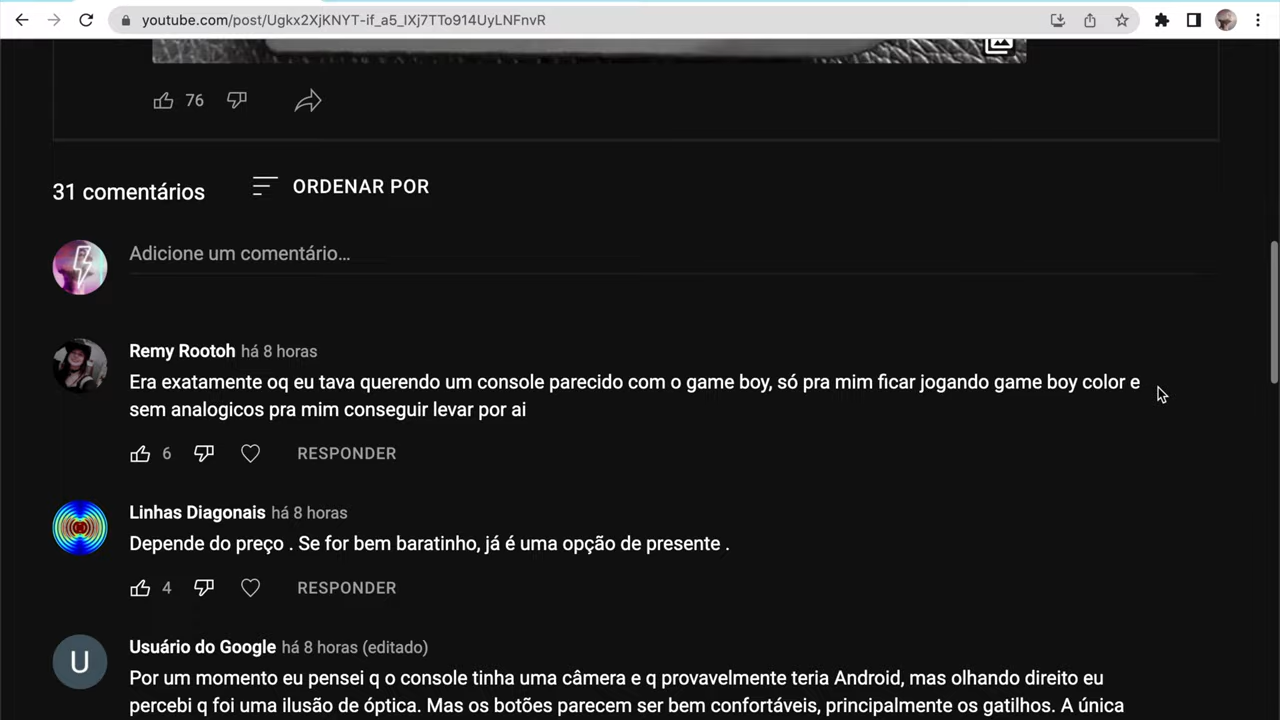 youtube.com/post/Ugkx2XjKNYT-if_a5_IXj7TTo914UyLNFnvR
76
31 comentários
ORDENAR POR
Adicione um comentário...
Remy Rootoh há 8 horas
Era exatamente oq eu tava querendo um console parecido com o game boy, só pra mim ficar jogando game boy color e
sem analogicos pra mim conseguir levar por ai
6 RESPONDER
Linhas Diagonais há 8 horas
Depende do preço . Se for bem baratinho, já é uma opção de presente .
4 RESPONDER
U
Usuário do Google há 8 horas (editado)
Por um momento eu pensei q o console tinha uma câmera e q provavelmente teria Android, mas olhando direito eu
percebi q foi uma ilusão de óptica. Mas os botões parecem ser bem confortáveis, principalmente os gatilhos. A única